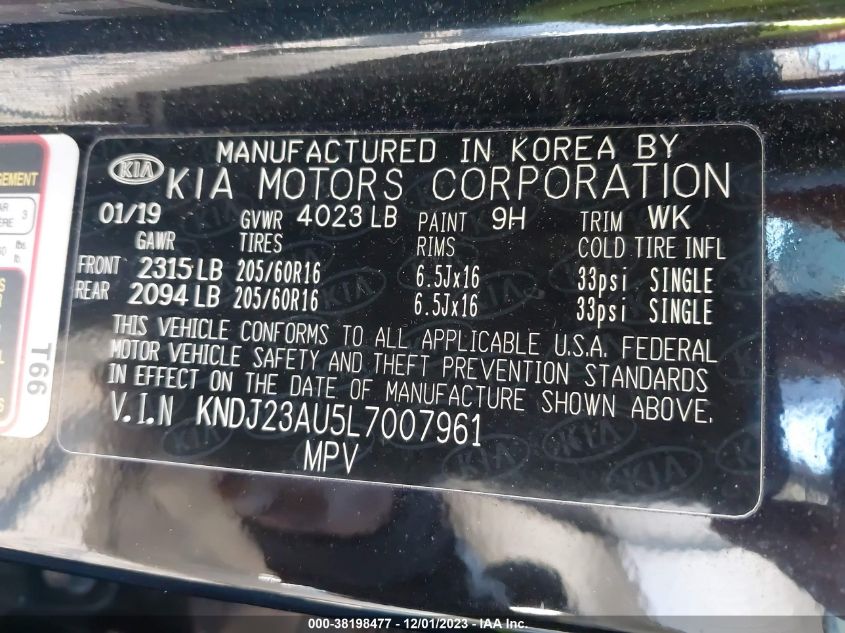 MANUFACTURED IN KOREA BY
KIA KIA MOTORS CORPORATION
01/19 GVWR 4023 LB PAINT 9H TRIM WK
GAWR TIRES RIMS COLD TIRE INFL
FRONT 2315 LB 205/60R16 6.5Jx16 33psi SINGLE
REAR 2094 LB 205/60R16 6.5Jx16 33psi SINGLE
THIS VEHICLE CONFORMS TO ALL APPLICABLE U.S.A. FEDERAL
MOTOR VEHICLE SAFETY AND THEFT PREVENTION STANDARDS
IN EFFECT ON THE DATE OF MANUFACTURE SHOWN ABOVE.
V.I.N KNDJ23AU5L7007961
MPV
T66
000-38198477 - 12/01/2023 - IAAI.com